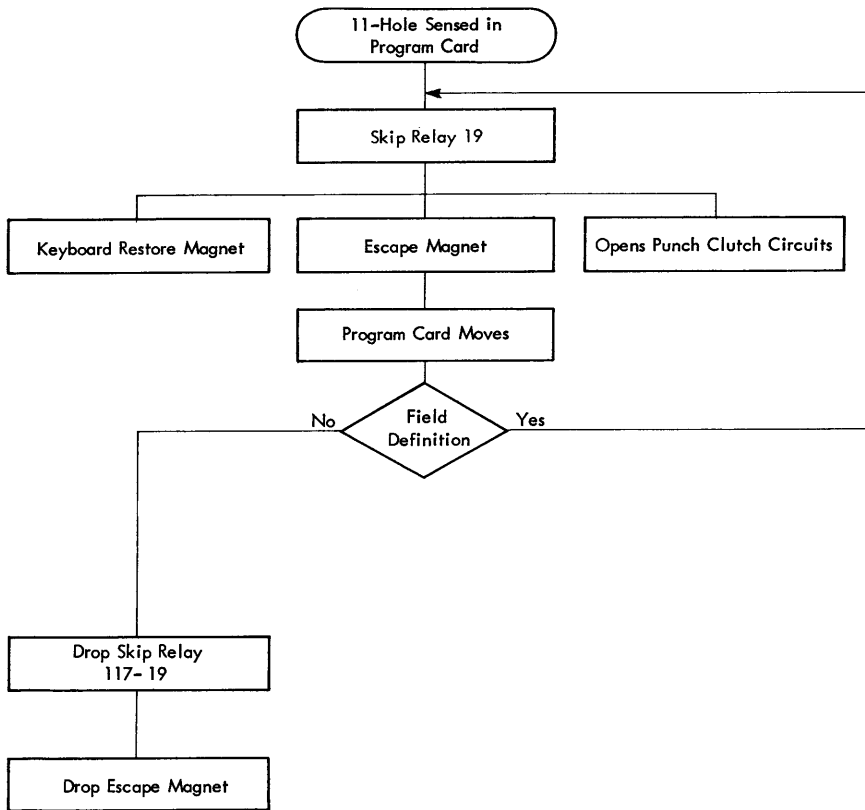 11-Hole Sensed in
Program Card
Skip Relay 19
Keyboard Restore Magnet
Escape Magnet
Opens Punch Clutch Circuits
Program Card Moves
No
Field
Definition
Yes
Drop Skip Relay
117-19
Drop Escape Magnet